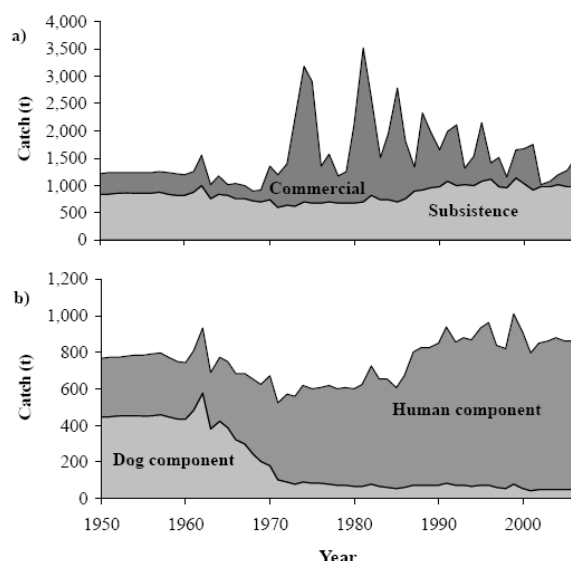 a)
Catch (t)
4,000
3,500
3,000
2,500
2,000
1,500
1,000
500
0
Commercial
Subsistence
b)
Catch (t)
1,200
1,000
800
600
400
200
0
Human component
Dog component
1950 1960 1970 1980 1990 2000
Year